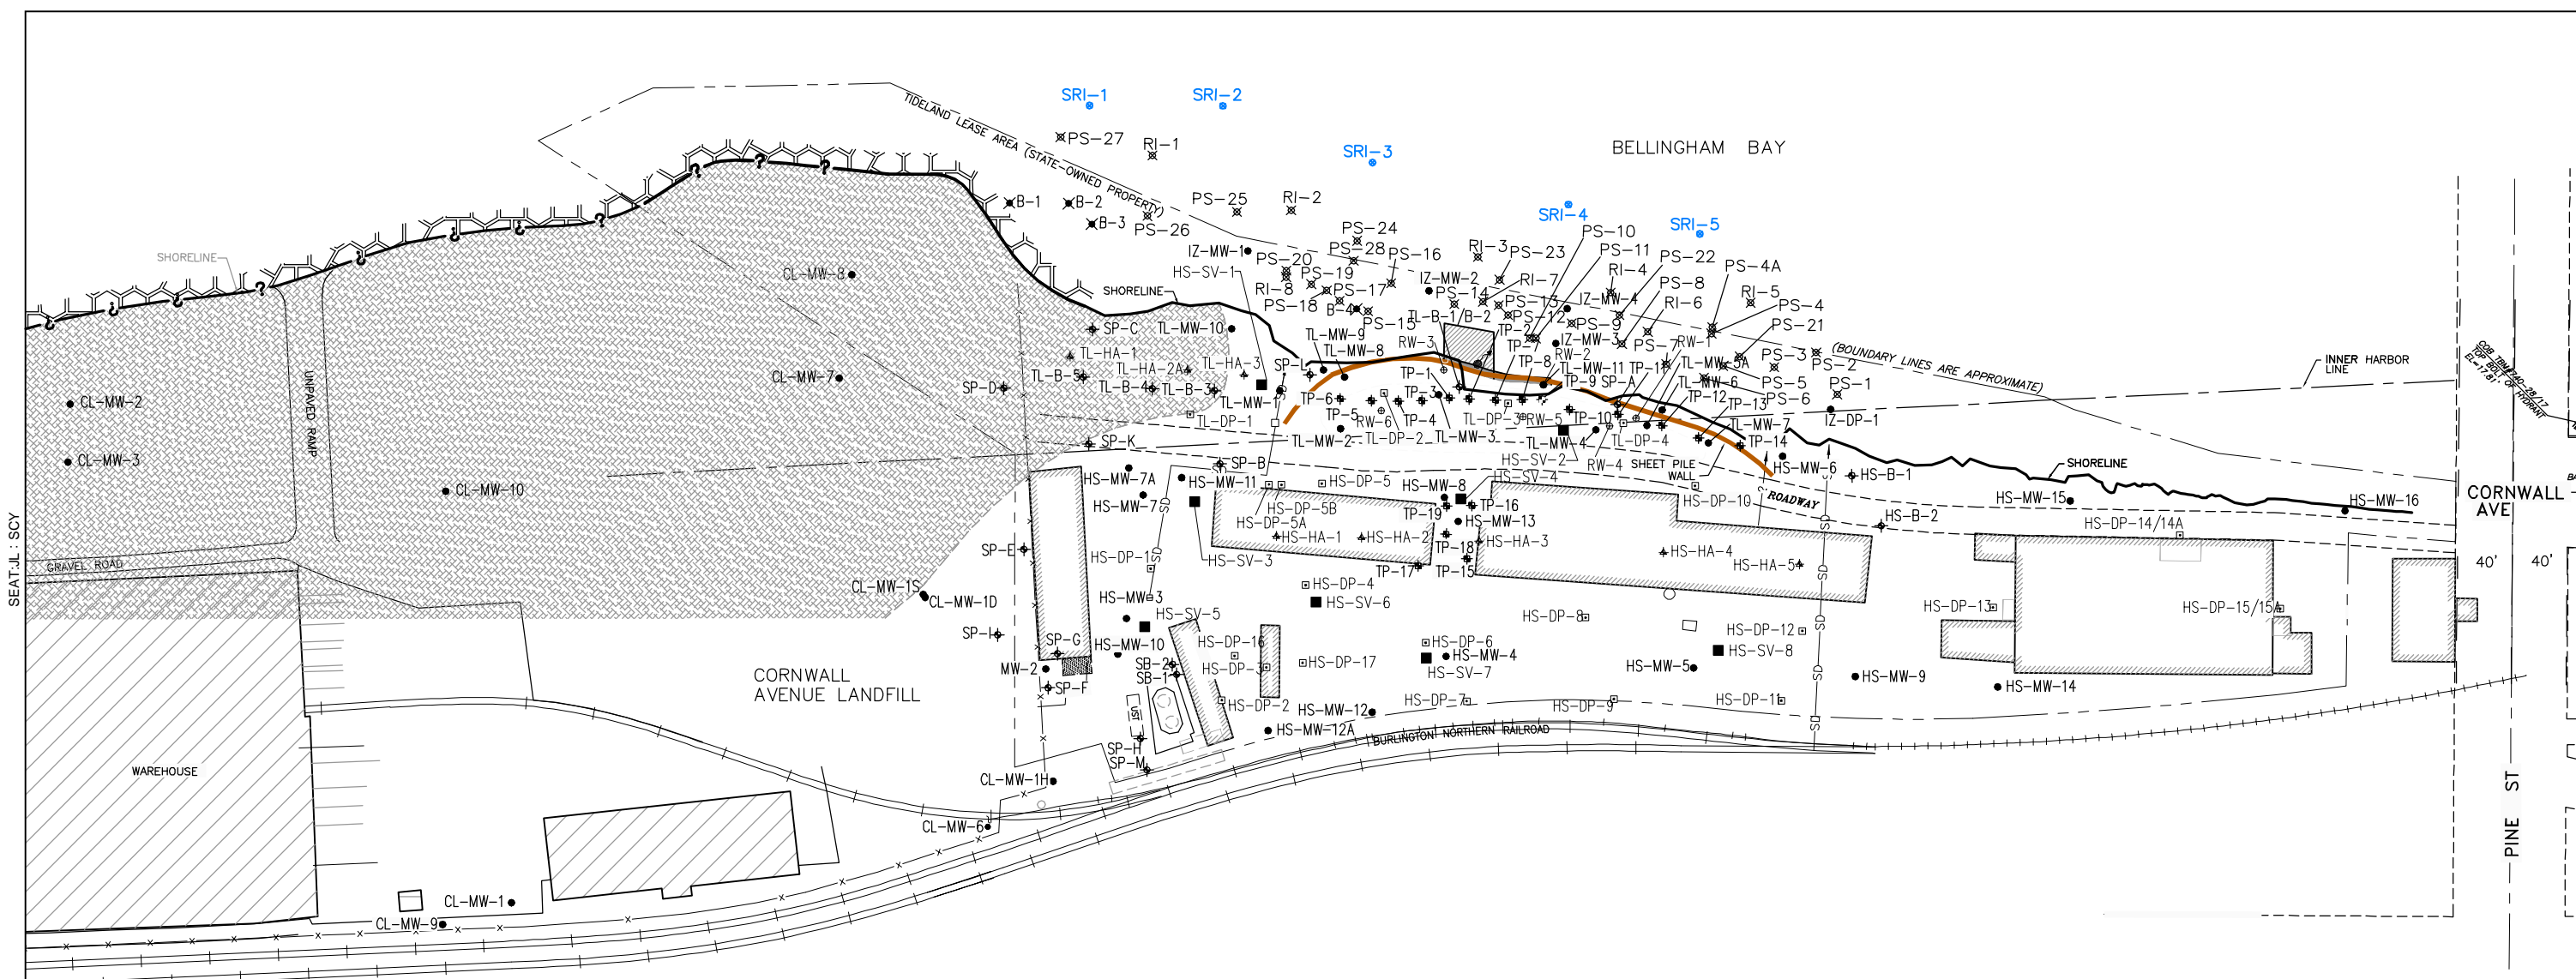 SRI-1
SRI-2
TIDELAND LEASE AREA (STATE-OWNED PROPERTY)
PS-27
RI-1
SRI-3
BELLINGHAM BAY
B-1
B-2
B-3
PS-26
PS-25
RI-2
SRI-4
SRI-5
PS-24
PS-28
PS-16
RI-3
PS-23
PS-10
PS-11
PS-22
PS-4A
SHORELINE
CL-MW-8
IZ-MW-1
HS-SV-1
PS-20
RI-8
PS-19
PS-18
PS-17
B-4
PS-15
IZ-MW-2
PS-14
RI-7
PS-13
PS-12
RI-4
IZ-MW-4
PS-8
RI-6
RI-5
PS-4
PS-21
SHORELINE
SP-C
TL-MW-10
TL-MW-9
TL-MW-8
TL-B-1
B-2
TP-2
PS-9
IZ-MW-3
PS-7
RW-1
PS-3
PS-2
(BOUNDARY LINES ARE APPROXIMATE)
INNER HARBOR
LINE
COB TBM#740-28/17
TOP BOLT OF HYDRANT
EL=17.81'
TL-HA-1
TL-HA-2A
TL-HA-3
SP-L
RW-3
TP-7
TP-8
RW-2
TL-MW-11
TP-11
TL-MW-5A
PS-5
PS-6
PS-1
CL-MW-7
UNPAVED RAMP
SP-D
TL-B-5
TL-B-4
TL-B-3
TL-MW-1
TP-6
TP-1
TP-3
TP-9
SP-A
TL-MW-6
TP-12
TP-13
IZ-DP-1
CL-MW-2
TL-DP-1
TP-5
RW-6
TP-4
TL-DP-3
RW-5
TP-10
TL-MW-7
TL-MW-2
TL-DP-2
TL-MW-3
TL-MW-4
TL-DP-4
TP-14
SP-K
CL-MW-3
SP-B
HS-SV-2
RW-4
SHEET PILE
WALL
HS-MW-6
HS-B-1
SHORELINE
HS-MW-7A
HS-MW-11
HS-DP-5
HS-MW-8
HS-SV-4
CL-MW-10
HS-MW-7
SD
HS-DP-5B
HS-DP-5A
TP-19
TP-16
HS-DP-10
ROADWAY
HS-MW-15
HS-MW-16
CORNWALL
AVE
HS-MW-13
HS-B-2
SD
HS-DP-14/14A
HS-HA-1
HS-HA-2
HS-HA-3
SP-E
HS-DP-1
SD
HS-SV-3
TP-18
TP-17
TP-15
HS-HA-4
HS-HA-5
SD
40'
40'
GRAVEL ROAD
CL-MW-1S
CL-MW-1D
HS-MW-3
HS-DP-4
HS-SV-6
HS-SV-5
HS-DP-8
HS-DP-13
HS-DP-15/15A
SD
SP-I
SP-G
HS-MW-10
HS-DP-16
HS-DP-6
HS-DP-12
MW-2
SB-2
SB-1
HS-DP-3
HS-DP-17
HS-MW-4
HS-SV-7
HS-SV-8
HS-MW-5
SD
HS-MW-9
HS-MW-14
CORNWALL
AVENUE LANDFILL
SP-F
UST
HS-DP-2
HS-MW-12
HS-DP-7
HS-DP-9
HS-DP-11
SD
HS-MW-12A
BURLINGTON NORTHERN RAILROAD
SP-H
SP-M
WAREHOUSE
CL-MW-1H
PINE ST
CL-MW-6
CL-MW-1
CL-MW-9
SEAT:JL : SCY